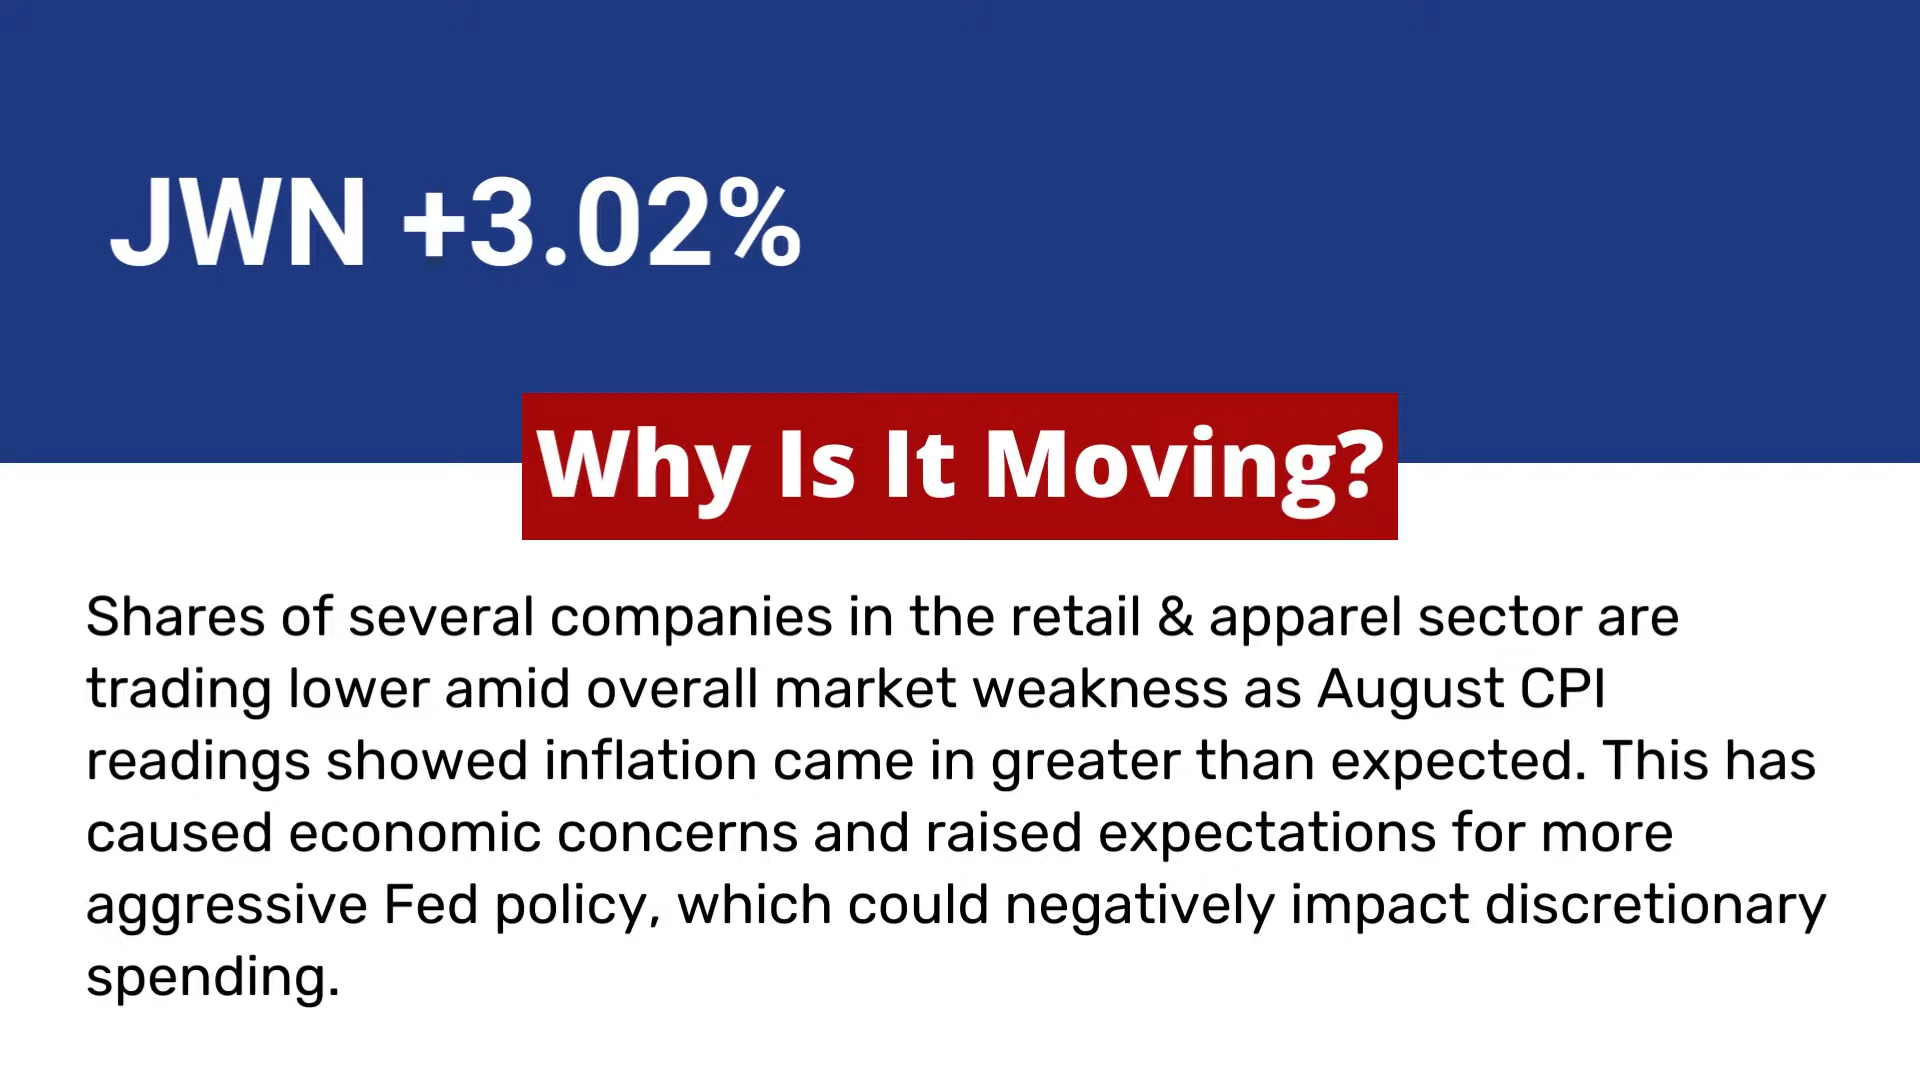 JWN +3.02%
Why Is It Moving?
Shares of several companies in the retail & apparel sector are
trading lower amid overall market weakness as August CPI
readings showed inflation came in greater than expected. This has
caused economic concerns and raised expectations for more
aggressive Fed policy, which could negatively impact discretionary
spending.